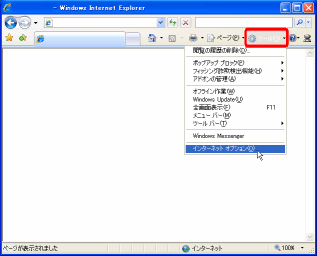 - Windows Internet Explorer
ページ(P)
閲覧の履歴の削除(D)...
ポップアップ ブロック(P)
フィッシング詐欺検出機能(H)
アドオンの管理(A)
オフライン作業(W)
Windows Update(U)
全画面表示(F) F11
メニュー バー(M)
ツール バー(T)
Windows Messenger
インターネット オプション(O)
ページが表示されました インターネット 100%